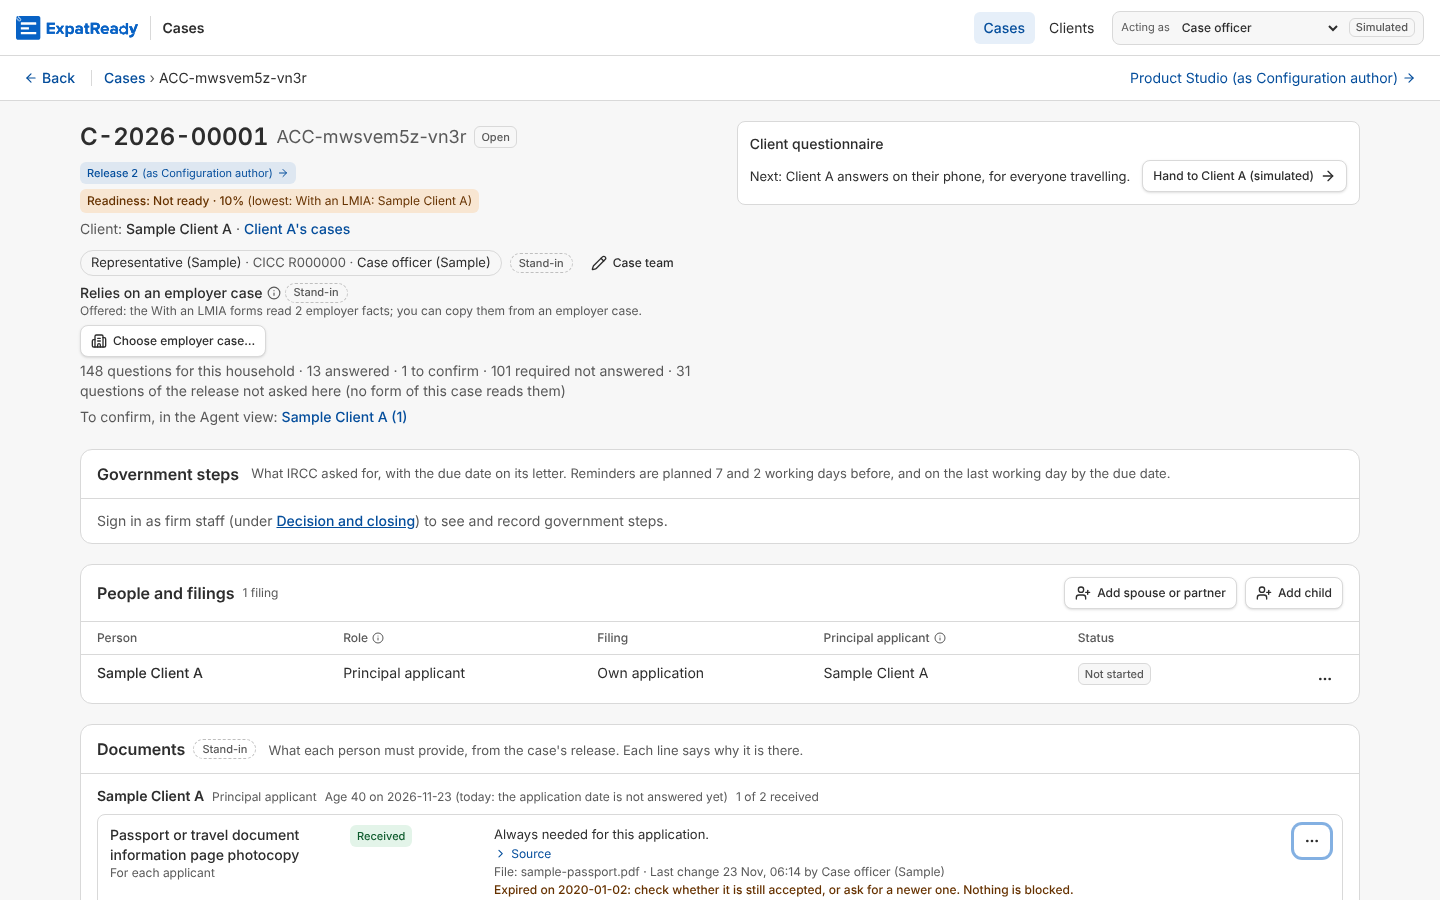 ExpatReady
Cases
Cases
Clients
Acting as Case officer
Simulated
Back
Cases › ACC-mwsvem5z-vn3r
Product Studio (as Configuration author) →
C-2026-00001 ACC-mwsvem5z-vn3r Open
Release 2 (as Configuration author) →
Readiness: Not ready · 10% (lowest: With an LMIA: Sample Client A)
Client: Sample Client A · Client A's cases
Representative (Sample) · CICC R000000 · Case officer (Sample)
Stand-in
Case team
Relies on an employer case
Stand-in
Offered: the With an LMIA forms read 2 employer facts; you can copy them from an employer case.
Choose employer case...
148 questions for this household · 13 answered · 1 to confirm · 101 required not answered · 31
questions of the release not asked here (no form of this case reads them)
To confirm, in the Agent view: Sample Client A (1)
Client questionnaire
Next: Client A answers on their phone, for everyone travelling.
Hand to Client A (simulated) →
Government steps What IRCC asked for, with the due date on its letter. Reminders are planned 7 and 2 working days before, and on the last working day by the due date.
Sign in as firm staff (under Decision and closing) to see and record government steps.
People and filings 1 filing
Add spouse or partner
Add child
Person Role Filing Principal applicant Status
Sample Client A Principal applicant Own application Sample Client A Not started
Documents Stand-in What each person must provide, from the case's release. Each line says why it is there.
Sample Client A Principal applicant Age 40 on 2026-11-23 (today: the application date is not answered yet) 1 of 2 received
Passport or travel document
information page photocopy
For each applicant
Received
Always needed for this application.
Source
File: sample-passport.pdf · Last change 23 Nov, 06:14 by Case officer (Sample)
Expired on 2020-01-02: check whether it is still accepted, or ask for a newer one. Nothing is blocked.